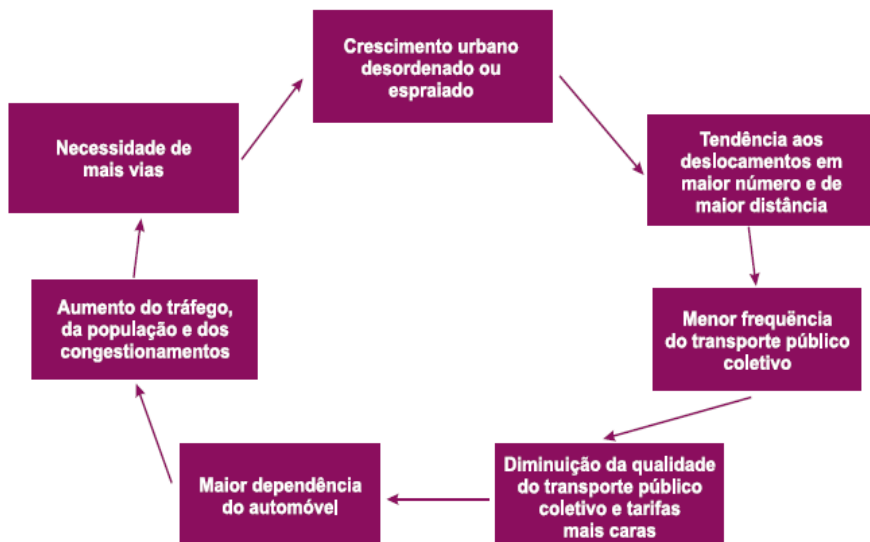 Crescimento urbano
desordenado ou
espraiado
Tendência aos
deslocamentos em
maior número e de
maior distância
Menor frequência
do transporte público
coletivo
Diminuição da qualidade
do transporte público
coletivo e tarifas
mais caras
Maior dependência
do automóvel
Aumento do tráfego,
da população e dos
congestionamentos
Necessidade de
mais vias